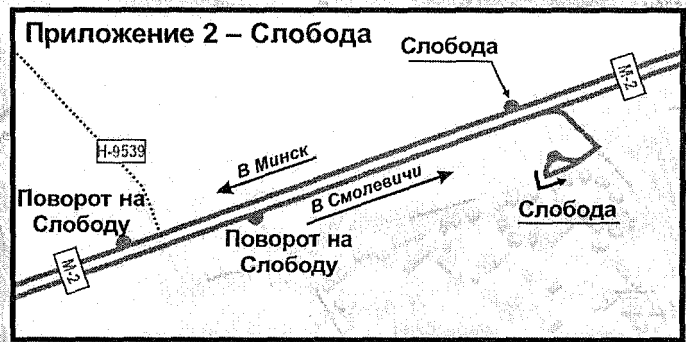 Приложение 2 – Слобода
Слобода
М-2
Н-9539
В Минск
В Смолевичи
Поворот на
Слободу
Слобода
Поворот на
Слободу
М-2